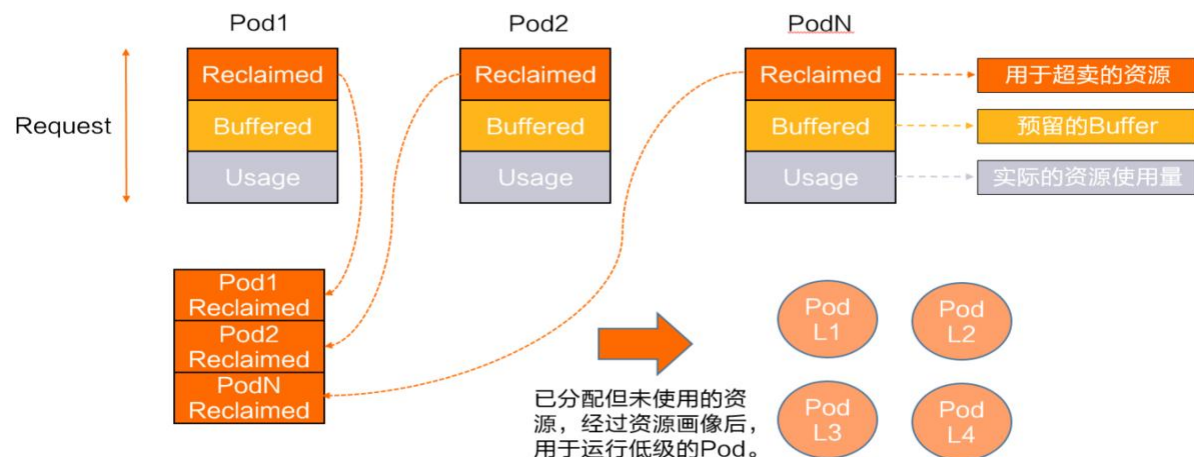 Pod1
Pod2
PodN
Request
Reclaimed
Buffered
Usage
Reclaimed
Buffered
Usage
Reclaimed
Buffered
Usage
用于超卖的资源
预留的Buffer
实际的资源使用量
Pod1
Reclaimed
Pod2
Reclaimed
PodN
Reclaimed
已分配但未使用的资
源，经过资源画像后，
用于运行低级的Pod。
Pod
L1
Pod
L2
Pod
L3
Pod
L4